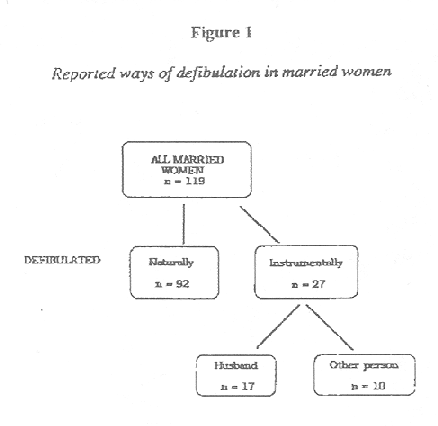 Figure 1
Reported ways of defibulation in married women
ALL MARRIED
WOMEN
n = 119
DEFIBULATED
Naturally
n = 92
Instrumentally
n = 27
Husband
n = 17
Other person
n = 10